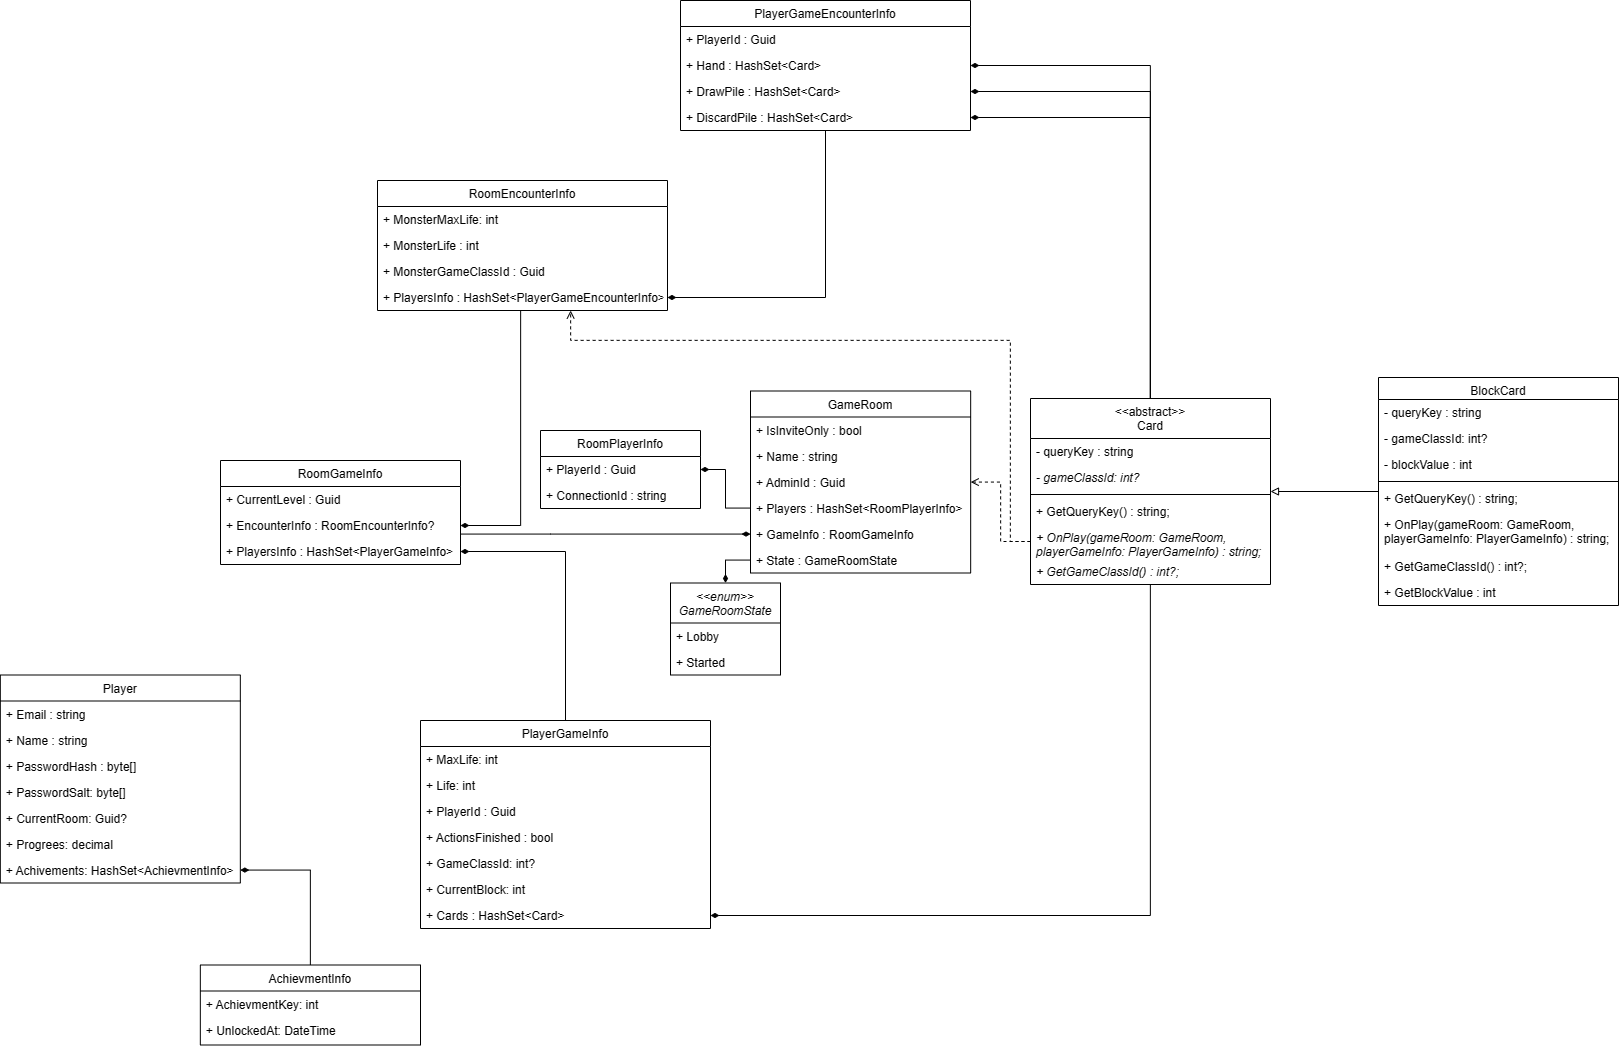 PlayerGameEncounterInfo
+ PlayerId : Guid
+ Hand : HashSet<Card>
+ DrawPile : HashSet<Card>
+ DiscardPile : HashSet<Card>
RoomEncounterInfo
+ MonsterMaxLife: int
+ MonsterLife : int
+ MonsterGameClassId : Guid
+ PlayersInfo : HashSet<PlayerGameEncounterInfo>
GameRoom
+ IsInviteOnly : bool
+ Name : string
+ AdminId : Guid
+ Players : HashSet<RoomPlayerInfo>
+ GameInfo : RoomGameInfo
+ State : GameRoomState
RoomPlayerInfo
+ PlayerId : Guid
+ ConnectionId : string
RoomGameInfo
+ CurrentLevel : Guid
+ EncounterInfo : RoomEncounterInfo?
+ PlayersInfo : HashSet<PlayerGameInfo>
<<enum>>
GameRoomState
+ Lobby
+ Started
<<abstract>>
Card
- queryKey : string
- gameClassId: int?
+ GetQueryKey() : string;
+ OnPlay(gameRoom: GameRoom,
playerGameInfo: PlayerGameInfo) : string;
+ GetGameClassId() : int?;
BlockCard
- queryKey : string
- gameClassId: int?
- blockValue : int
+ GetQueryKey() : string;
+ OnPlay(gameRoom: GameRoom,
playerGameInfo: PlayerGameInfo) : string;
+ GetGameClassId() : int?;
+ GetBlockValue : int
Player
+ Email : string
+ Name : string
+ PasswordHash : byte[]
+ PasswordSalt: byte[]
+ CurrentRoom: Guid?
+ Progrees: decimal
+ Achivements: HashSet<AchievmentInfo>
PlayerGameInfo
+ MaxLife: int
+ Life: int
+ PlayerId : Guid
+ ActionsFinished : bool
+ GameClassId: int?
+ CurrentBlock: int
+ Cards : HashSet<Card>
AchievmentInfo
+ AchievmentKey: int
+ UnlockedAt: DateTime